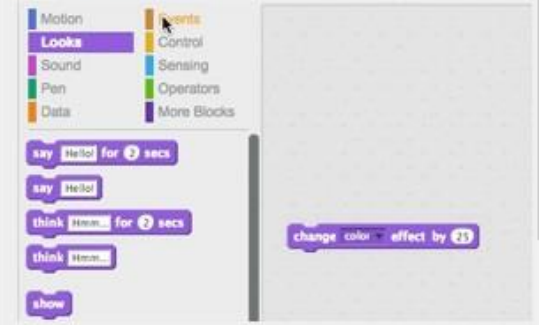 Motion Events
Looks Control
Sound Sensing
Pen Operators
Data More Blocks
say Hello! for 2 secs
say Hello!
think Hmm... for 2 secs
think Hmm...
show
change color effect by 25